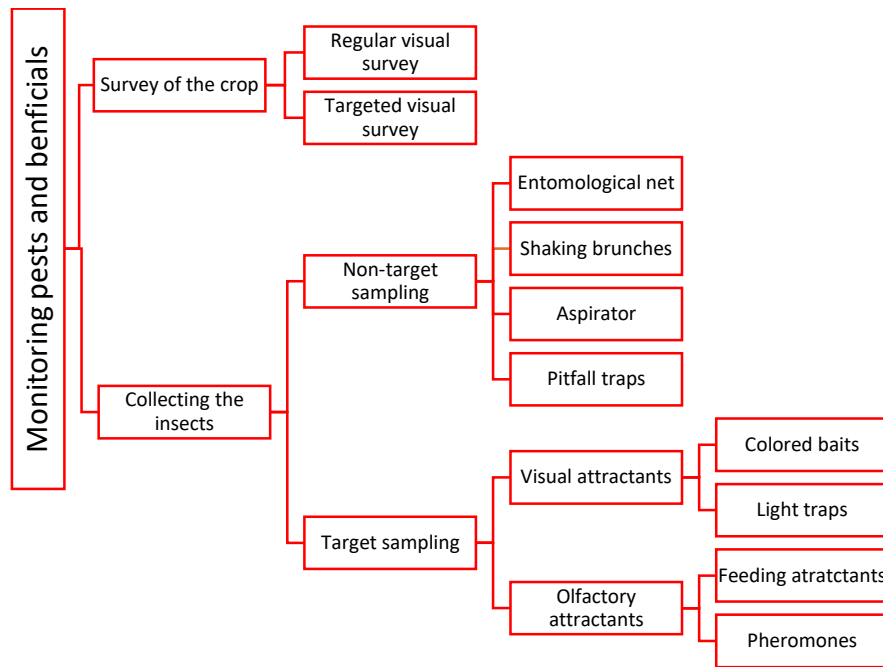 Monitoring pests and benficials
Survey of the crop
Regular visual
survey
Targeted visual
survey
Collecting the
insects
Non-target
sampling
Entomological net
Shaking brunches
Aspirator
Pitfall traps
Target sampling
Visual attractants
Colored baits
Light traps
Olfactory
attractants
Feeding atratctants
Pheromones